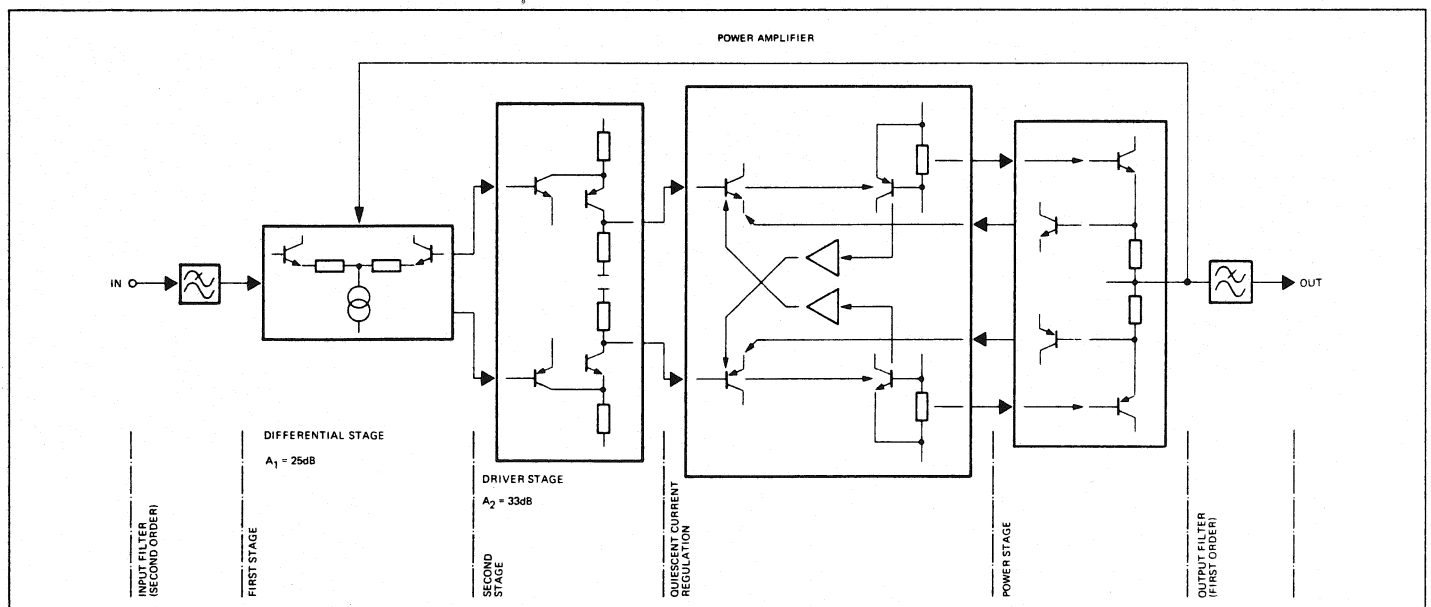 POWER AMPLIFIER
IN
OUT
DIFFERENTIAL STAGE
A1 = 25dB
DRIVER STAGE
A2 = 33dB
INPUT FILTER
(SECOND ORDER)
FIRST STAGE
SECOND
STAGE
QUIESCENT CURRENT
REGULATION
POWER STAGE
OUTPUT FILTER
(FIRST ORDER)